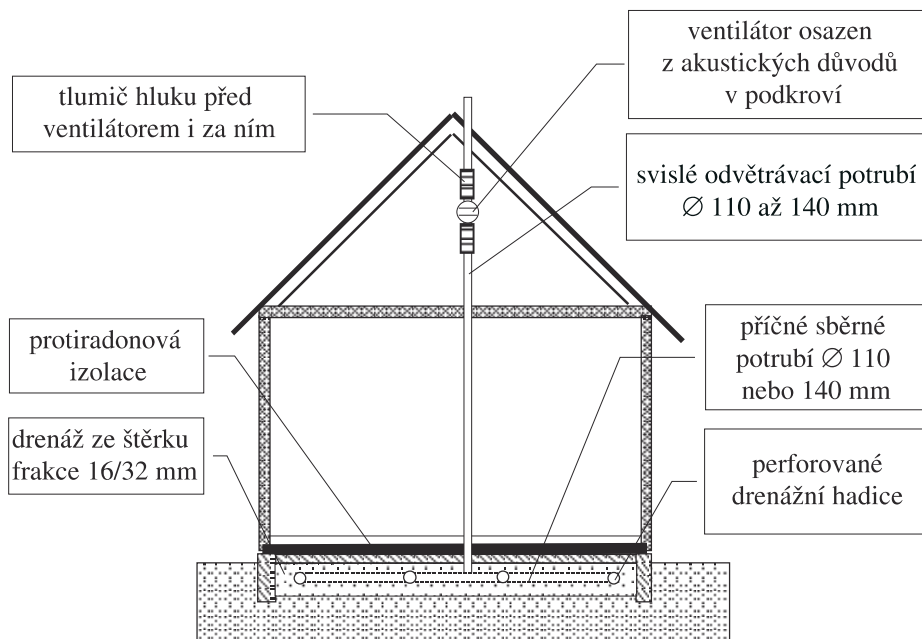 ventilátor osazen
z akustických důvodů
v podkroví
tlumič hluku před
ventilátorem i za ním
svislé odvětrávací potrubí
∅ 110 až 140 mm
protiradonová
izolace
příčné sběrné
potrubí ∅ 110
nebo 140 mm
drenáž ze štěrku
frakce 16/32 mm
perforované
drenážní hadice